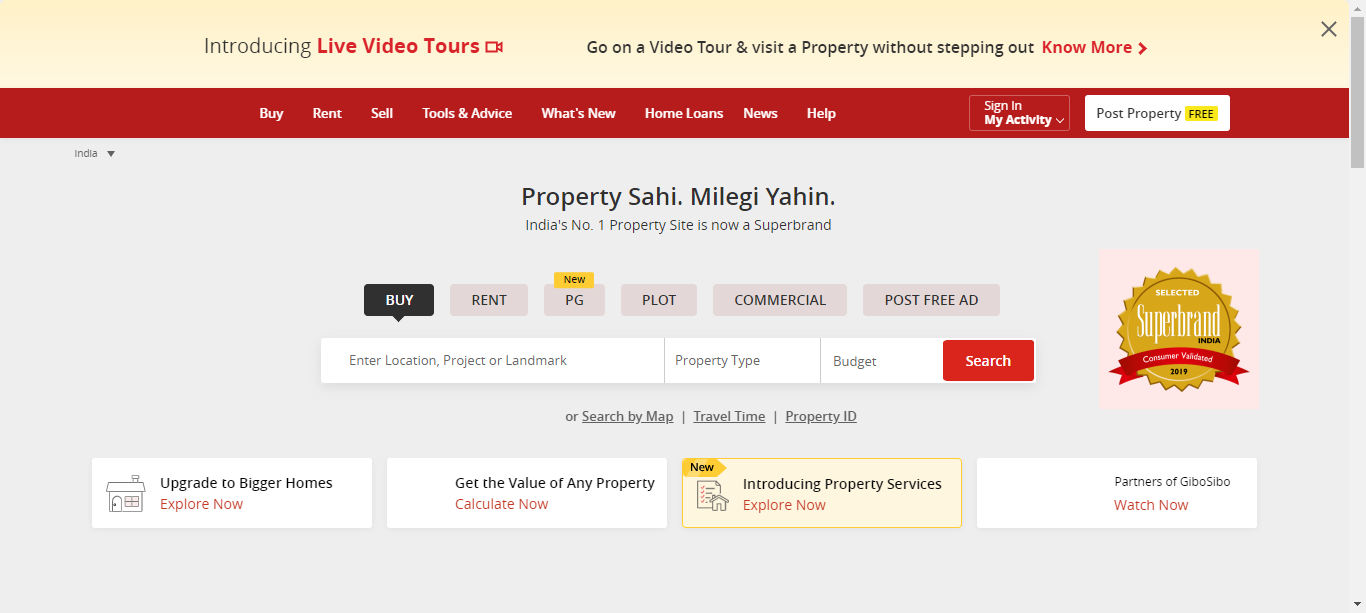 Introducing Live Video Tours
Go on a Video Tour & visit a Property without stepping out Know More
Buy Rent Sell Tools & Advice What's New Home Loans News Help
Sign In
My Activity
Post Property FREE
India
Property Sahi. Milegi Yahin.
India's No. 1 Property Site is now a Superbrand
New
BUY RENT PG PLOT COMMERCIAL POST FREE AD
Enter Location, Project or Landmark Property Type Budget Search
or Search by Map | Travel Time | Property ID
SELECTED
Superbrand
INDIA
Consumer Validated
2019
Upgrade to Bigger Homes
Explore Now
Get the Value of Any Property
Calculate Now
New
Introducing Property Services
Explore Now
Partners of GiboSibo
Watch Now